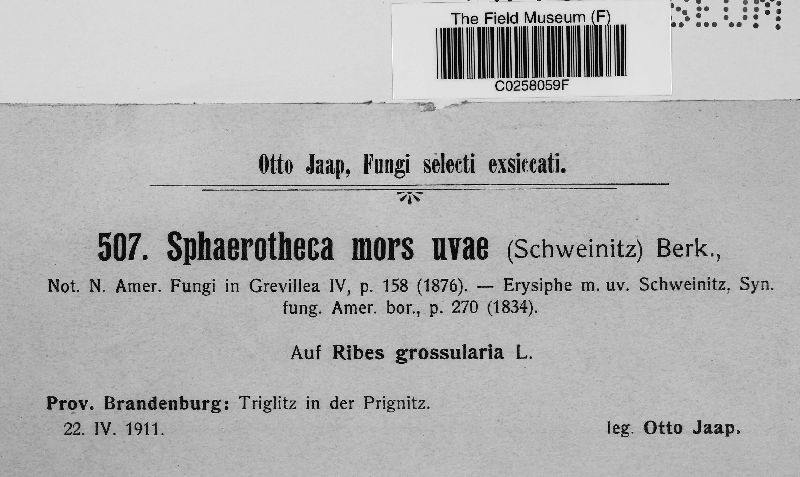 The Field Museum (F)
SEUM
C0258059F
Otto Jaap, Fungi selecti exsiccati.
507. Sphaerotheca mors uvae (Schweinitz) Berk.,
Not. N. Amer. Fungi in Grevillea IV, p. 158 (1876). — Erysiphe m. uv. Schweinitz, Syn.
fung. Amer. bor., p. 270 (1834).
Auf Ribes grossularia L.
Prov. Brandenburg: Triglitz in der Prignitz.
22. IV. 1911.
leg. Otto Jaap.